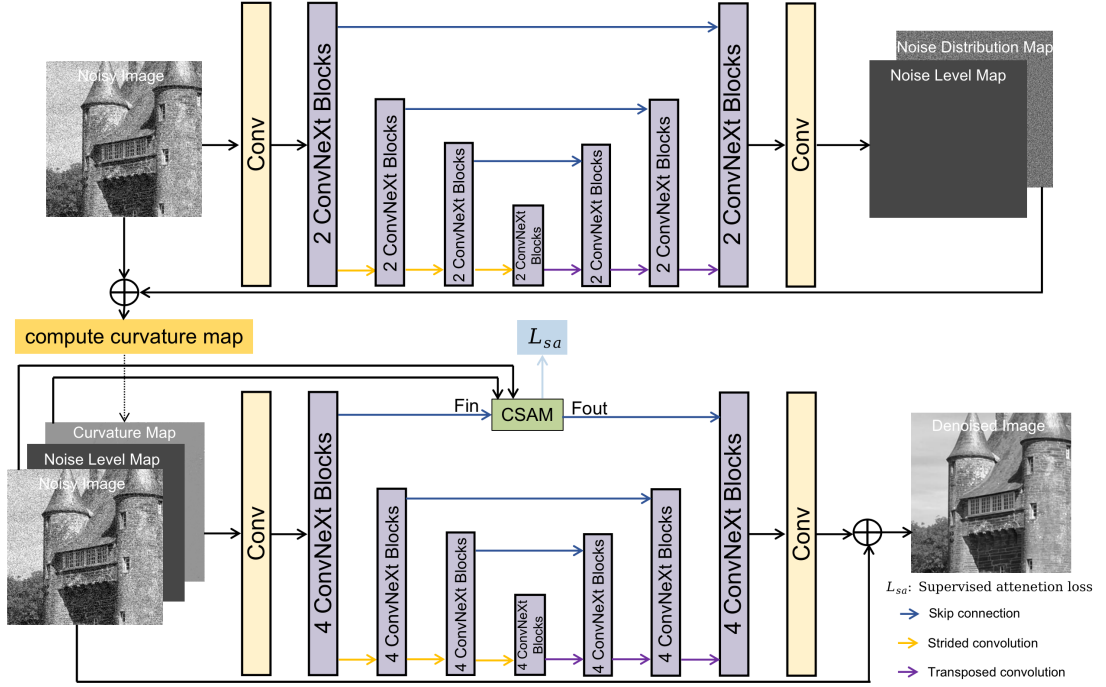 Noisy Image
Conv
2 ConvNeXt Blocks
2 ConvNeXt Blocks
2 ConvNeXt Blocks
2 ConvNeXt
Blocks
2 ConvNeXt Blocks
2 ConvNeXt Blocks
2 ConvNeXt Blocks
Conv
Noise Distribution Map
Noise Level Map
compute curvature map
L_{sa}
Fin
CSAM
Fout
Curvature Map
Noise Level Map
Noisy Image
Conv
4 ConvNeXt Blocks
4 ConvNeXt Blocks
4 ConvNeXt Blocks
4 ConvNeXt
Blocks
4 ConvNeXt Blocks
4 ConvNeXt Blocks
4 ConvNeXt Blocks
Conv
Denoised Image
L_{sa}: Supervised attenetion loss
Skip connection
Strided convolution
Transposed convolution